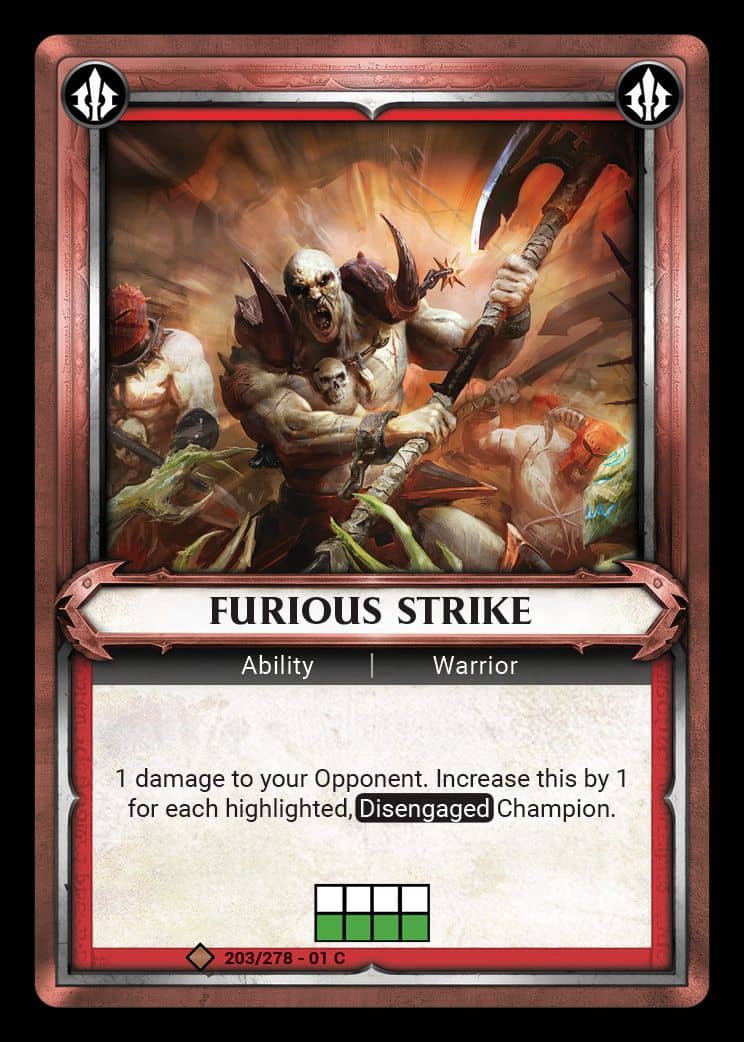 FURIOUS STRIKE
Ability | Warrior
1 damage to your Opponent. Increase this by 1
for each highlighted, Disengaged Champion.
203/278 - 01 C